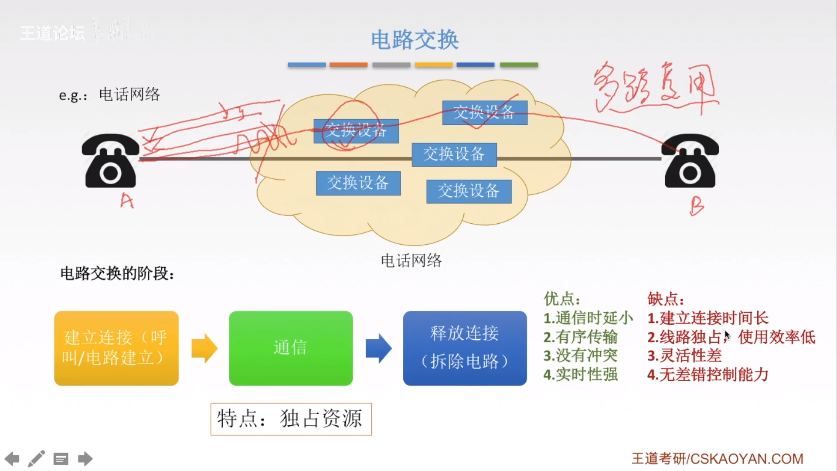 王道论坛
电路交换
e.g.：电话网络
多路复用
交换设备
交换设备
交换设备
交换设备
交换设备
A
B
电话网络
电路交换的阶段：
建立连接（呼
叫/电路建立）
通信
释放连接
（拆除电路）
优点：
1.通信时延小
2.有序传输
3.没有冲突
4.实时性强
缺点：
1.建立连接时间长
2.线路独占，使用效率低
3.灵活性差
4.无差错控制能力
特点：独占资源
王道考研/CSKAOYAN.COM